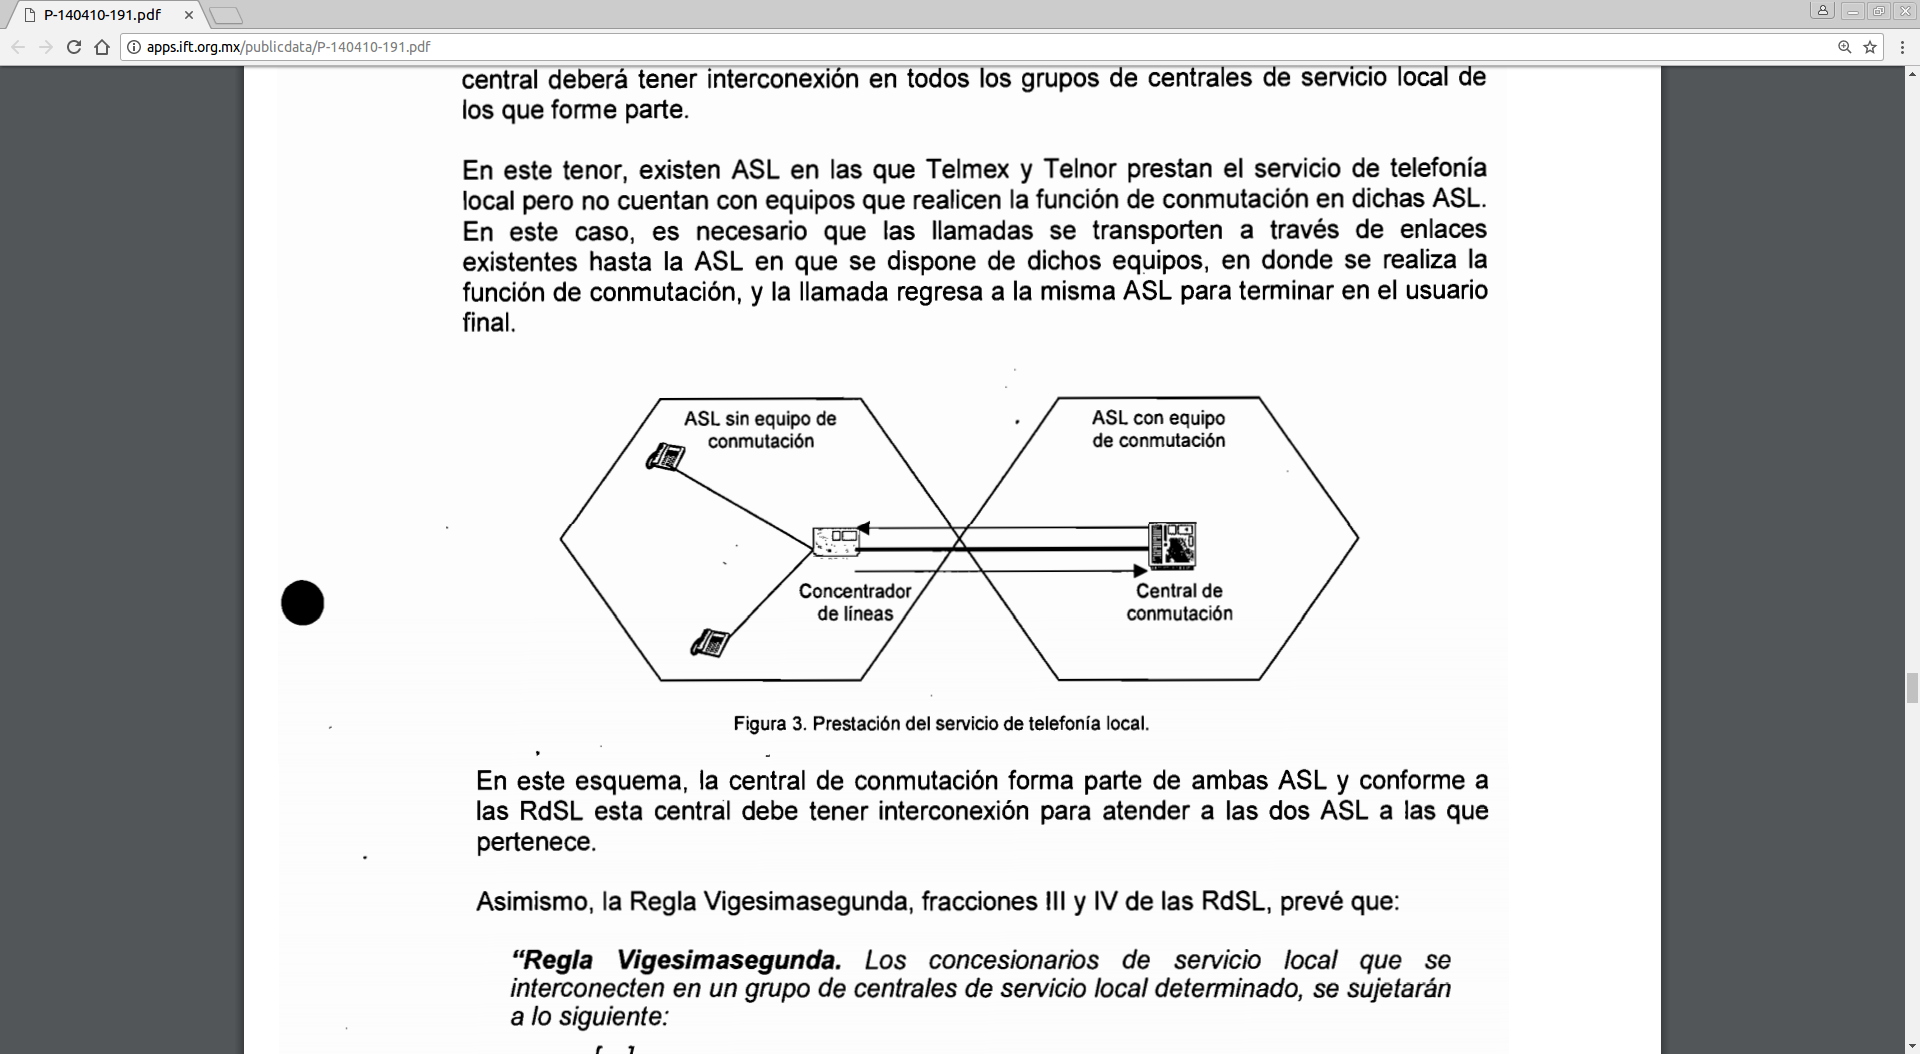 P-140410-191.pdf
apps.ift.org.mx/publicdata/P-140410-191.pdf
central deberá tener interconexión en todos los grupos de centrales de servicio local de
los que forme parte.
En este tenor, existen ASL en las que Telmex y Telnor prestan el servicio de telefonía
local pero no cuentan con equipos que realicen la función de conmutación en dichas ASL.
En este caso, es necesario que las llamadas se transporten a través de enlaces
existentes hasta la ASL en que se dispone de dichos equipos, en donde se realiza la
función de conmutación, y la llamada regresa a la misma ASL para terminar en el usuario
final.
ASL sin equipo de
conmutación
ASL con equipo
de conmutación
Concentrador
de líneas
Central de
conmutación
Figura 3. Prestación del servicio de telefonía local.
En este esquema, la central de conmutación forma parte de ambas ASL y conforme a
las RdSL esta central debe tener interconexión para atender a las dos ASL a las que
pertenece.
Asimismo, la Regla Vigesimasegunda, fracciones III y IV de las RdSL, prevé que:
“Regla Vigesimasegunda. Los concesionarios de servicio local que se
interconecten en un grupo de centrales de servicio local determinado, se sujetarán
a lo siguiente: